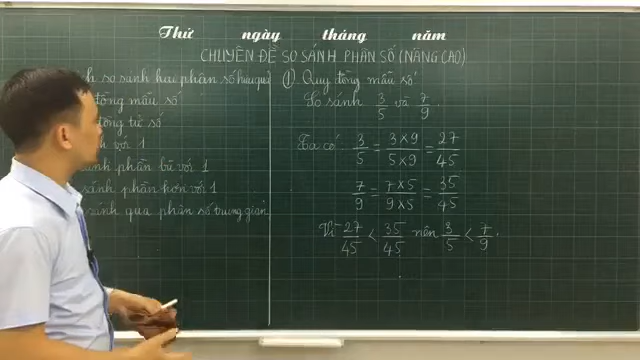 Thứ ngày tháng năm
CHUYÊN ĐỀ SO SÁNH PHÂN SỐ (NÂNG CAO)
so sánh hai phân số
tổng mẫu số
tổng tử số
với 1
sánh phần bù với 1
sánh phần hơn với 1
sánh qua phân số trung gian
① Quy tổng mẫu số
So sánh 3/5 và 7/9.
Ta có: 3/5 = 3×9/5×9 = 27/45
7/9 = 7×5/9×5 = 35/45
Vì 27/45 < 35/45 nên 3/5 < 7/9.